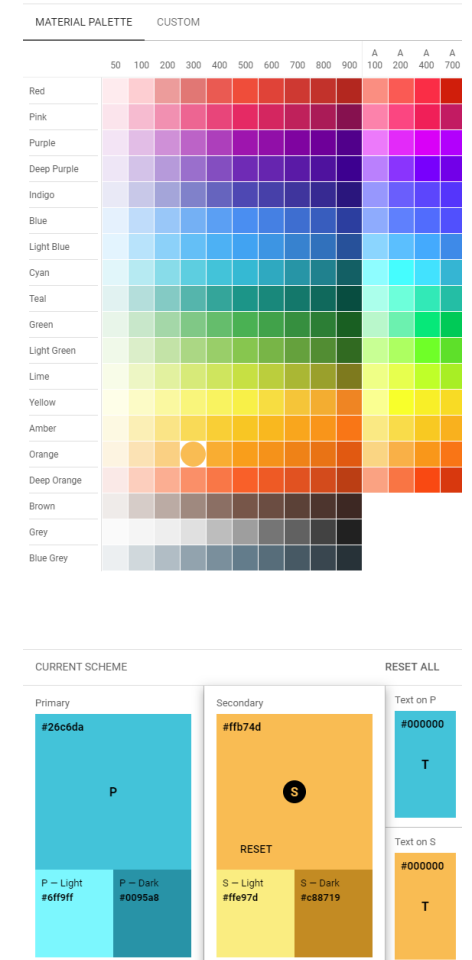 MATERIAL PALETTE CUSTOM
A A A A
50 100 200 300 400 500 600 700 800 900 100 200 400 700
Red
Pink
Purple
Deep Purple
Indigo
Blue
Light Blue
Cyan
Teal
Green
Light Green
Lime
Yellow
Amber
Orange
Deep Orange
Brown
Grey
Blue Grey
CURRENT SCHEME RESET ALL
Primary
#26c6da
P
P — Light
#6ff9ff
P — Dark
#0095a8
Secondary
#ffb74d
S
RESET
S — Light
#ffe97d
S — Dark
#c88719
Text on P
#000000
T
Text on S
#000000
T